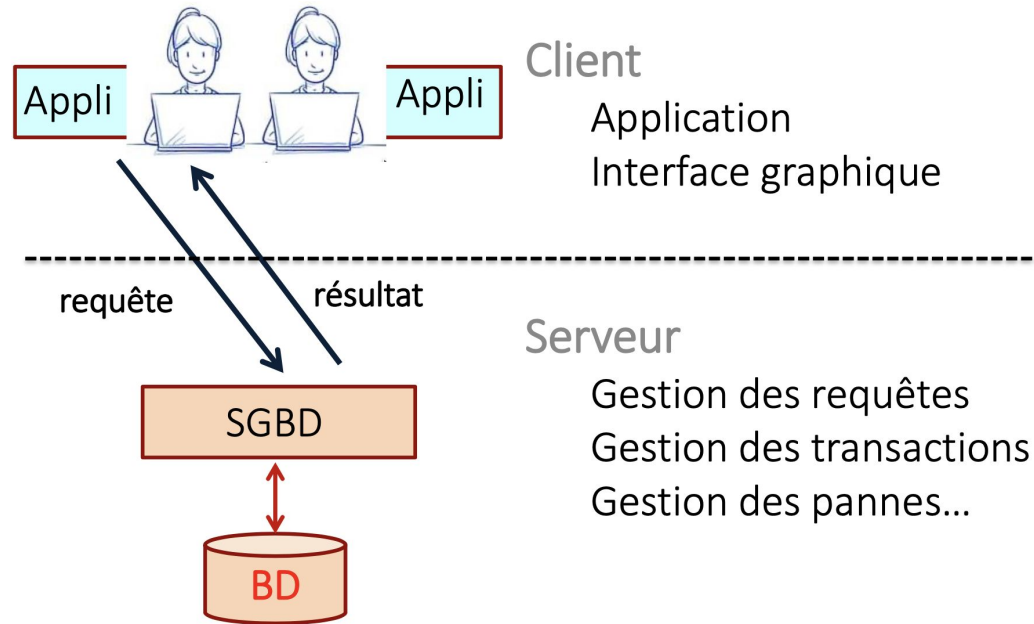 Appli
Appli
Client
Application
Interface graphique
requête
résultat
Serveur
Gestion des requêtes
Gestion des transactions
Gestion des pannes...
SGBD
BD